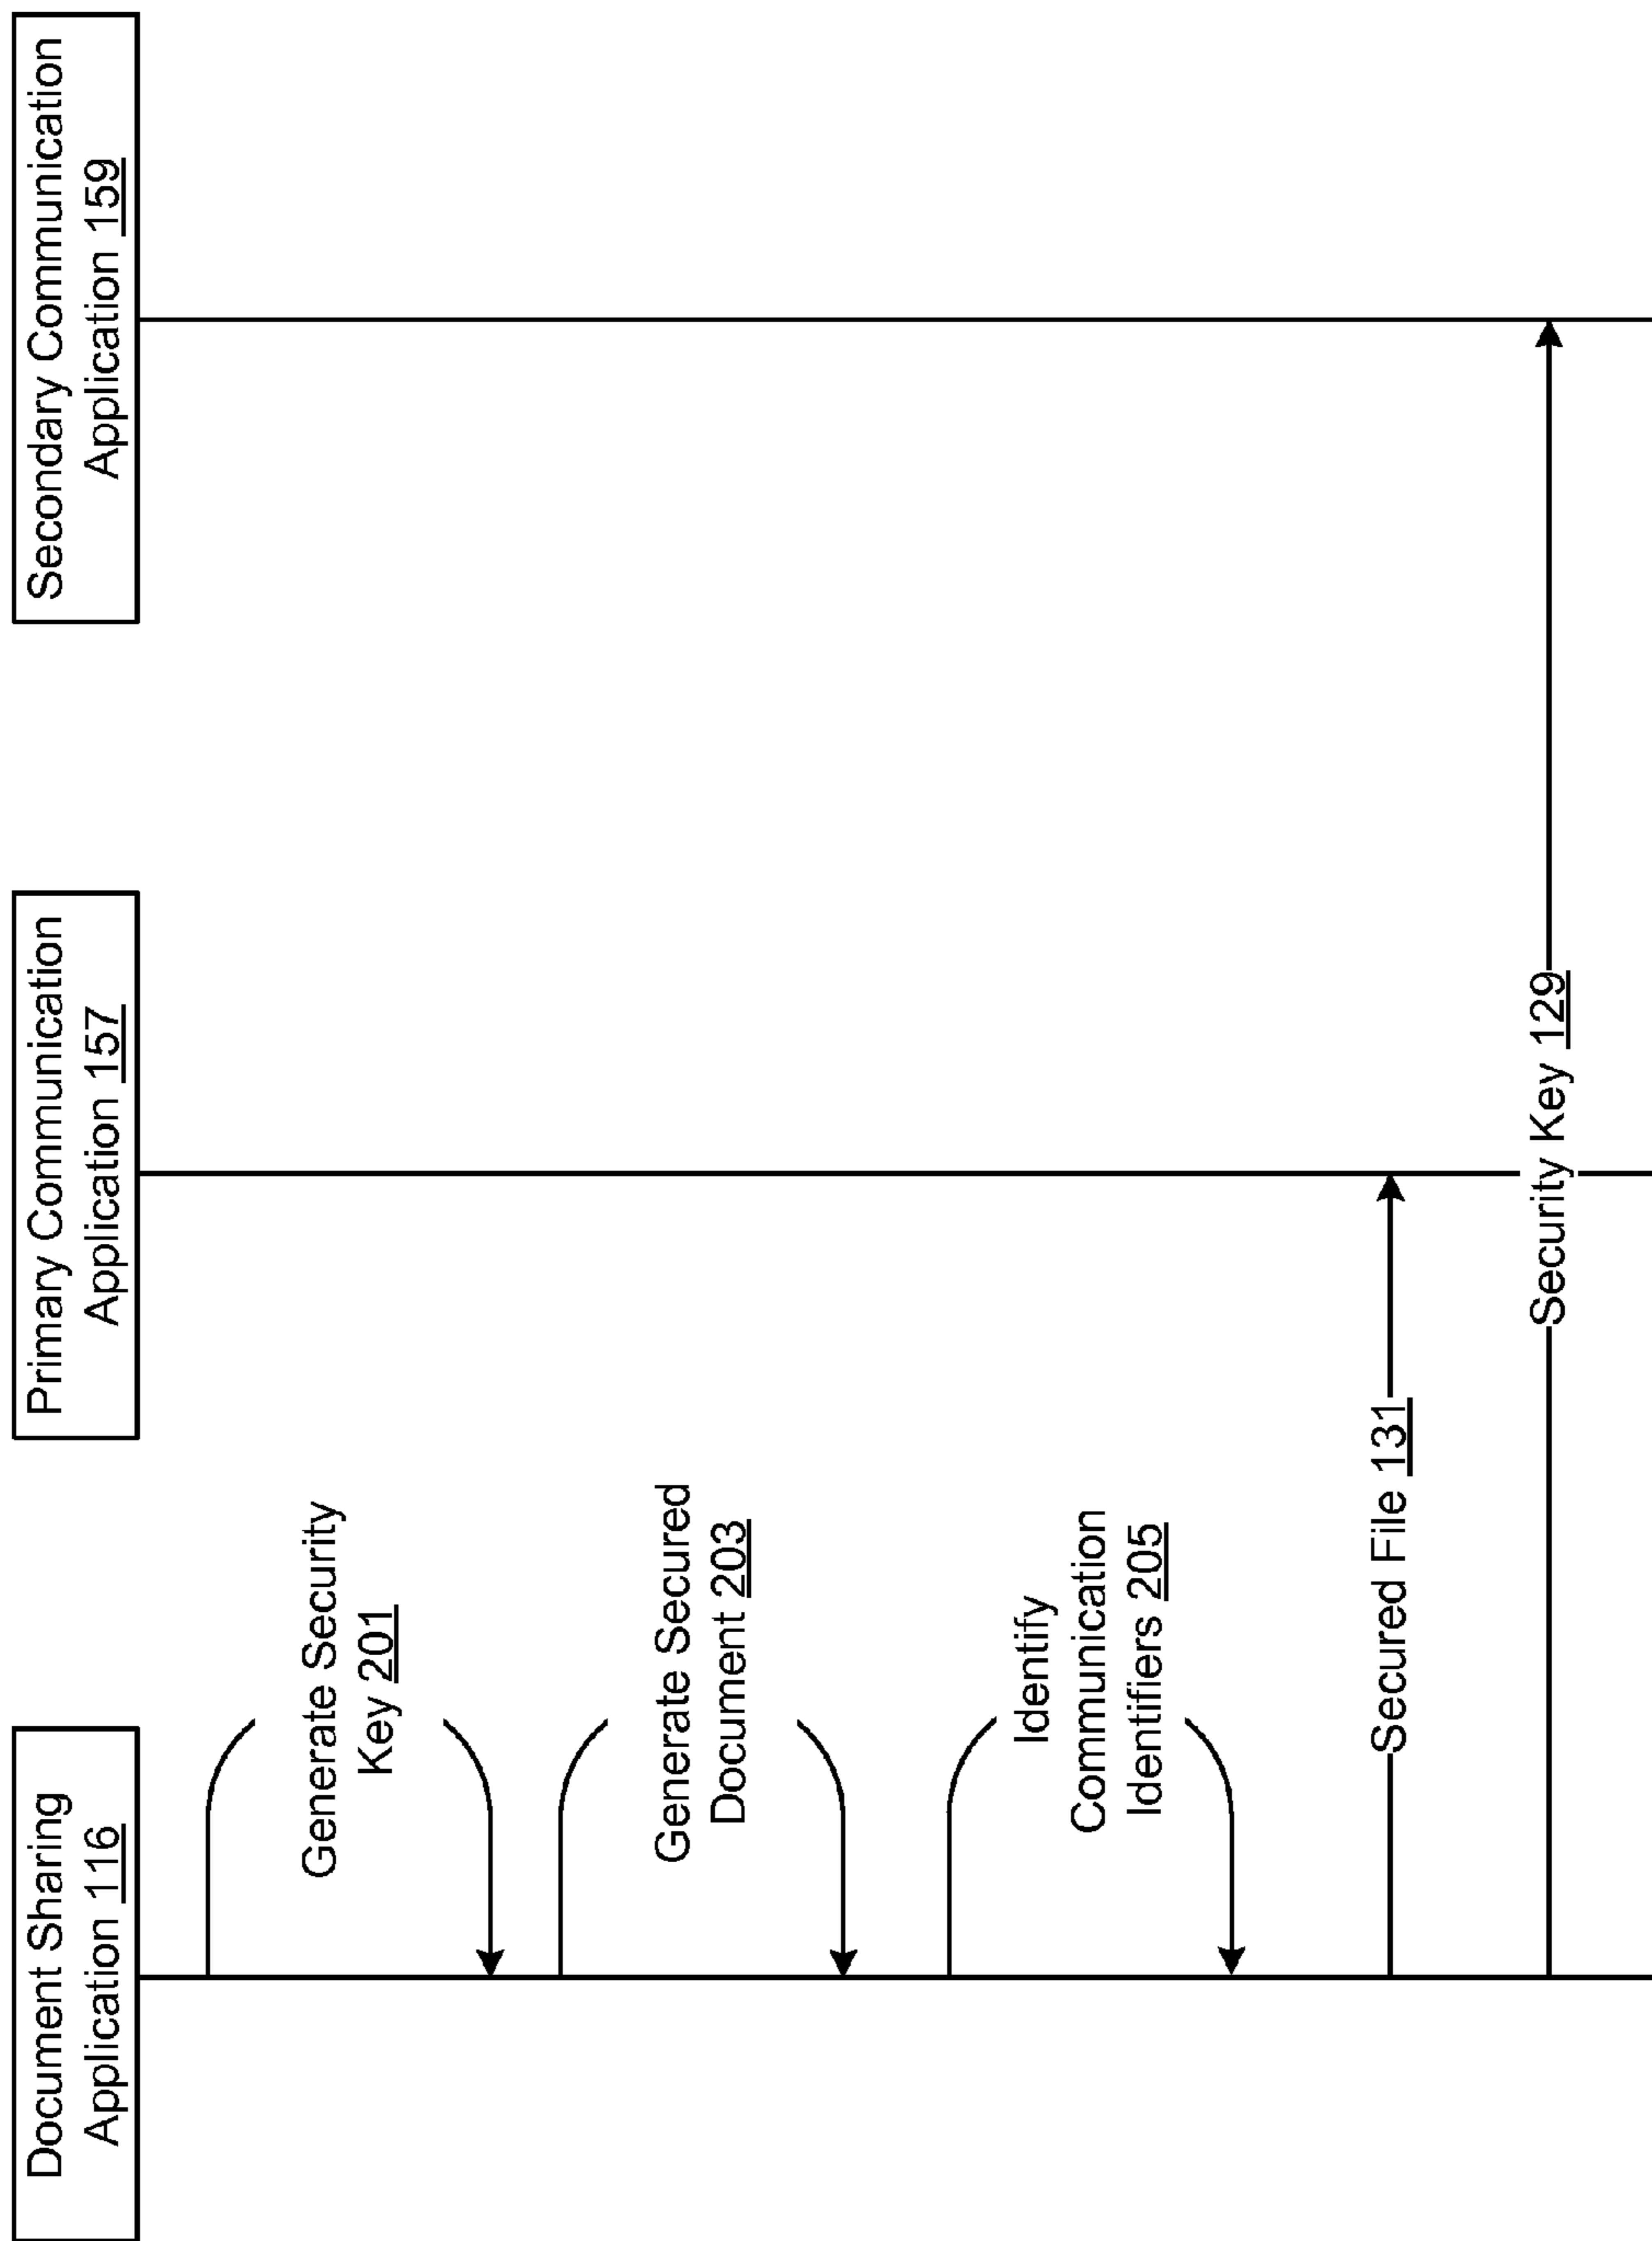 Document Sharing
Application 116
Primary Communication
Application 157
Secondary Communication
Application 159
Generate Security
Key 201
Generate Secured
Document 203
Identify
Communication
Identifiers 205
Secured File 131
Security Key 129